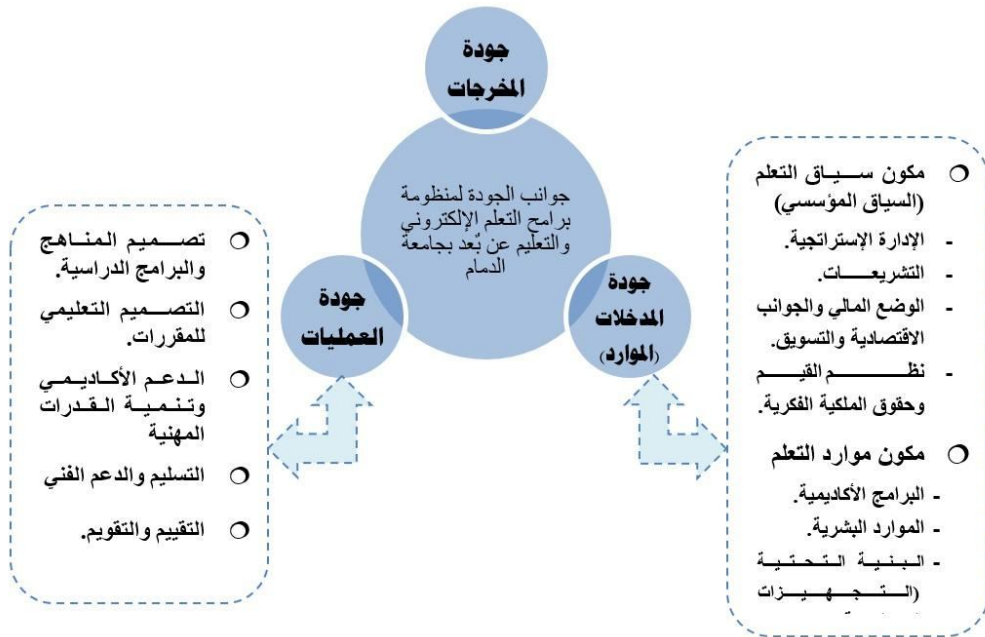 جودة
المخرجات
جوانب الجودة لمنظومة
برامج التعلم الإلكتروني
والتعليم عن بُعد بجامعة
الدمام
جودة
المدخلات
(الموارد)
جودة
العمليات
مكون سياق التعلم
(السياق المؤسسي)
- الإدارة الإستراتجية.
- التشريعات.
- الوضع المالي والجوانب
الاقتصادية والتسويق.
- نظم القيم
وحقوق الملكية الفكرية.
مكون موارد التعلم
- البرامج الأكاديمية.
- الموارد البشرية.
- البنية التحتية
(التجهيزات
تصميم المناهج
والبرامج الدراسية.
التصميم التعليمي
للمقررات.
الدعم الأكاديمي
وتنمية القدرات
المهنية
التسليم والدعم الفني
التقييم والتقويم.